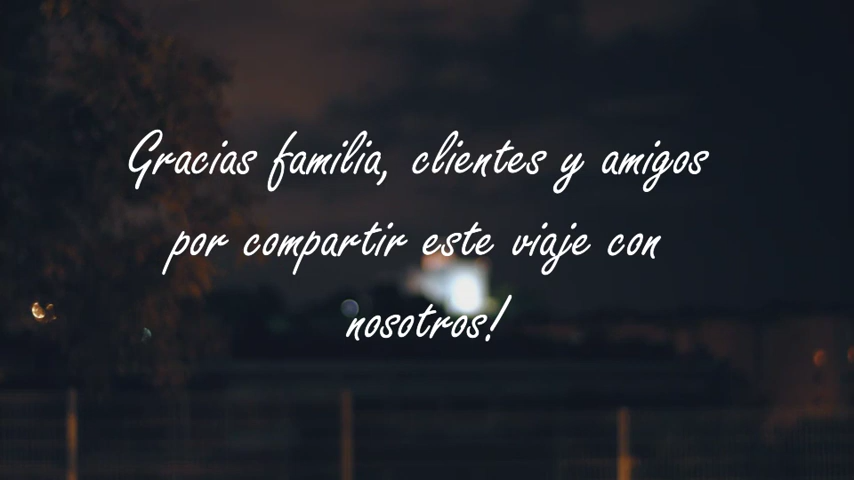 Gracias familia, clientes y amigos
por compartir este viaje con
nosotros!